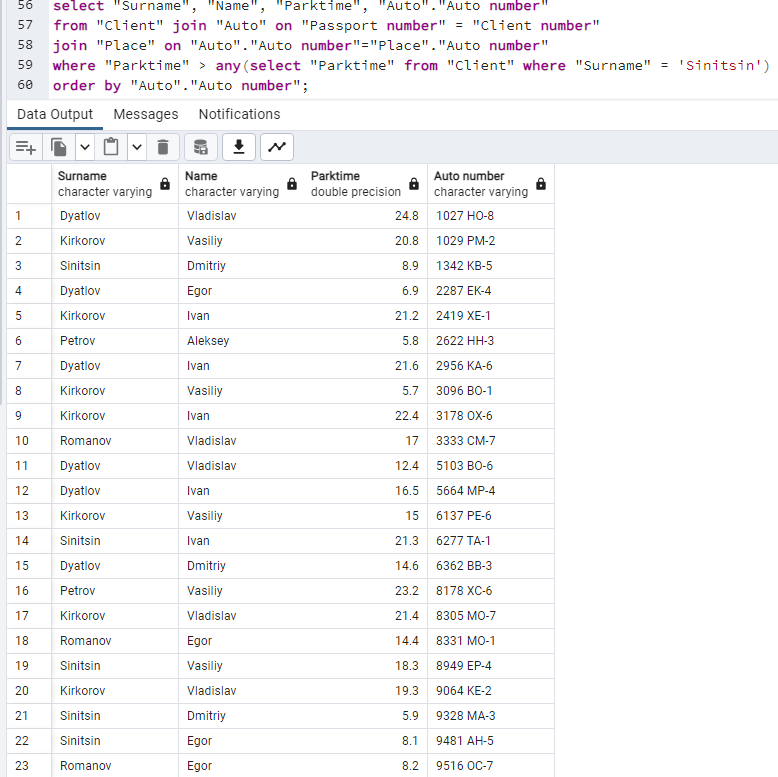 56 select "Surname", "Name", "Parktime", "Auto"."Auto number"
57 from "Client" join "Auto" on "Passport number" = "Client number"
58 join "Place" on "Auto"."Auto number"="Place"."Auto number"
59 where "Parktime" > any(select "Parktime" from "Client" where "Surname" = 'Sinitsin')
60 order by "Auto"."Auto number";
Data Output Messages Notifications
Surname Name Parktime Auto number
character varying character varying double precision character varying
1 Dyatlov Vladislav 24.8 1027 HO-8
2 Kirkorov Vasiliy 20.8 1029 PM-2
3 Sinitsin Dmitriy 8.9 1342 KB-5
4 Dyatlov Egor 6.9 2287 EK-4
5 Kirkorov Ivan 21.2 2419 XE-1
6 Petrov Aleksey 5.8 2622 HH-3
7 Dyatlov Ivan 21.6 2956 KA-6
8 Kirkorov Vasiliy 5.7 3096 BO-1
9 Kirkorov Ivan 22.4 3178 OX-6
10 Romanov Vladislav 17 3333 CM-7
11 Dyatlov Vladislav 12.4 5103 BO-6
12 Dyatlov Ivan 16.5 5664 MP-4
13 Kirkorov Vasiliy 15 6137 PE-6
14 Sinitsin Ivan 21.3 6277 TA-1
15 Dyatlov Dmitriy 14.6 6362 BB-3
16 Petrov Vasiliy 23.2 8178 XC-6
17 Kirkorov Vladislav 21.4 8305 MO-7
18 Romanov Egor 14.4 8331 MO-1
19 Sinitsin Vasiliy 18.3 8949 EP-4
20 Kirkorov Vladislav 19.3 9064 KE-2
21 Sinitsin Dmitriy 5.9 9328 MA-3
22 Sinitsin Egor 8.1 9481 AH-5
23 Romanov Egor 8.2 9516 OC-7